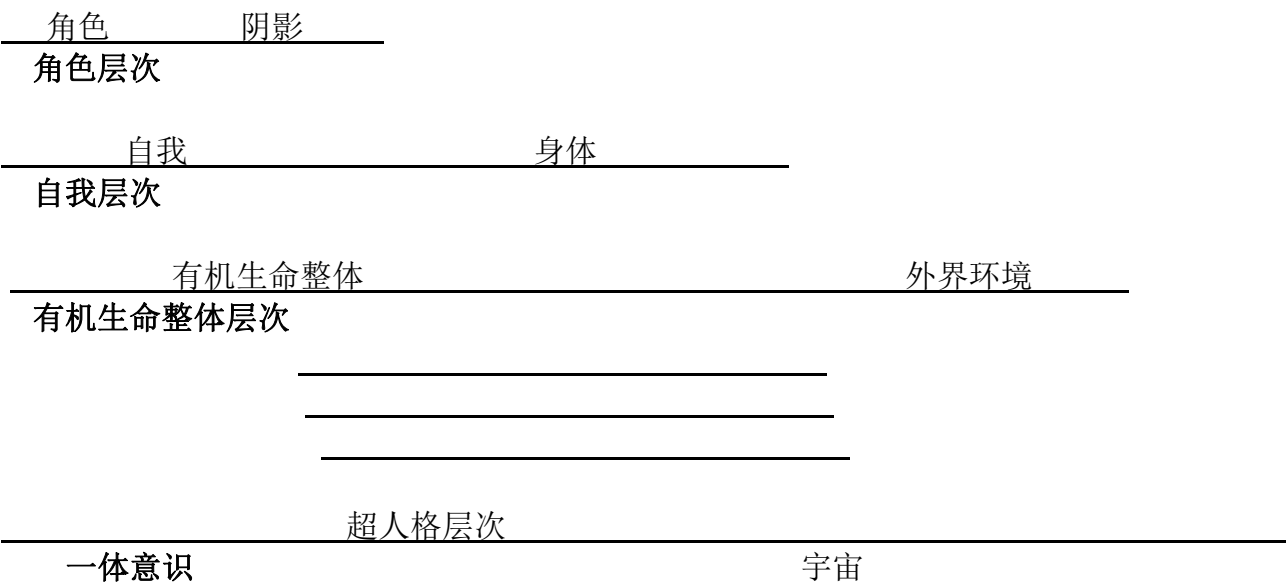 角色 阴影
角色层次
自我 身体
自我层次
有机生命整体 外界环境
有机生命整体层次
超人格层次
一体意识 宇宙